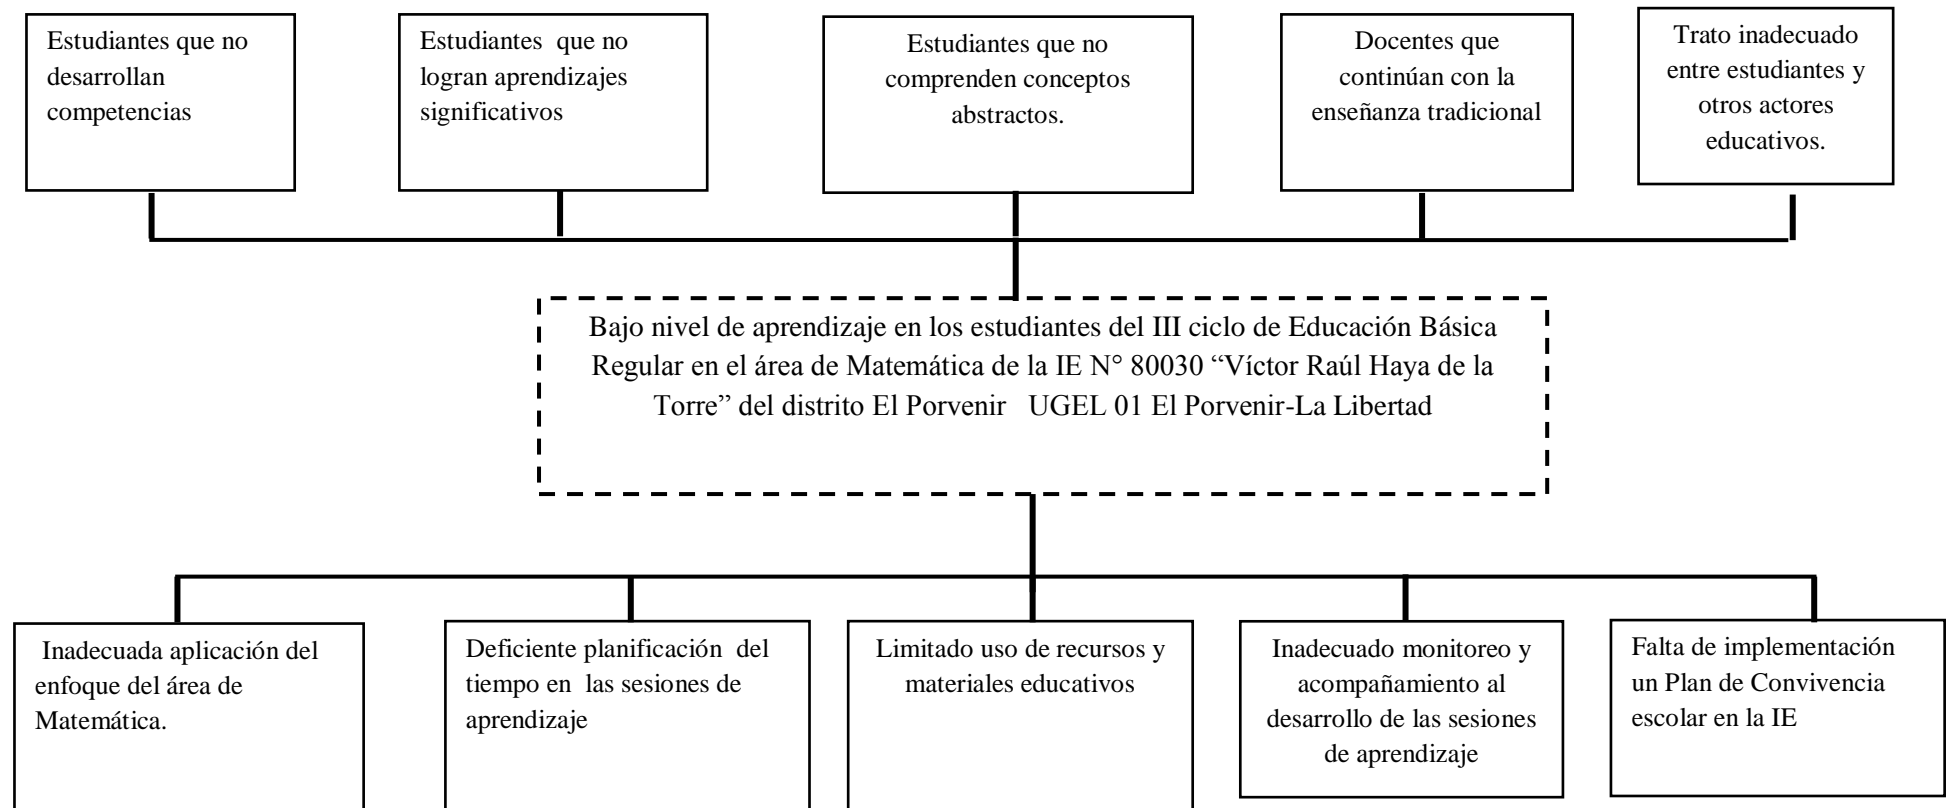 Estudiantes que no
desarrollan
competencias
Estudiantes que no
logran aprendizajes
significativos
Estudiantes que no
comprenden conceptos
abstractos.
Docentes que
continúan con la
enseñanza tradicional
Trato inadecuado
entre estudiantes y
otros actores
educativos.
Bajo nivel de aprendizaje en los estudiantes del III ciclo de Educación Básica
Regular en el área de Matemática de la IE N° 80030 “Víctor Raúl Haya de la
Torre” del distrito El Porvenir UGEL 01 El Porvenir-La Libertad
Inadecuada aplicación del
enfoque del área de
Matemática.
Deficiente planificación del
tiempo en las sesiones de
aprendizaje
Limitado uso de recursos y
materiales educativos
Inadecuado monitoreo y
acompañamiento al
desarrollo de las sesiones
de aprendizaje
Falta de implementación
un Plan de Convivencia
escolar en la IE